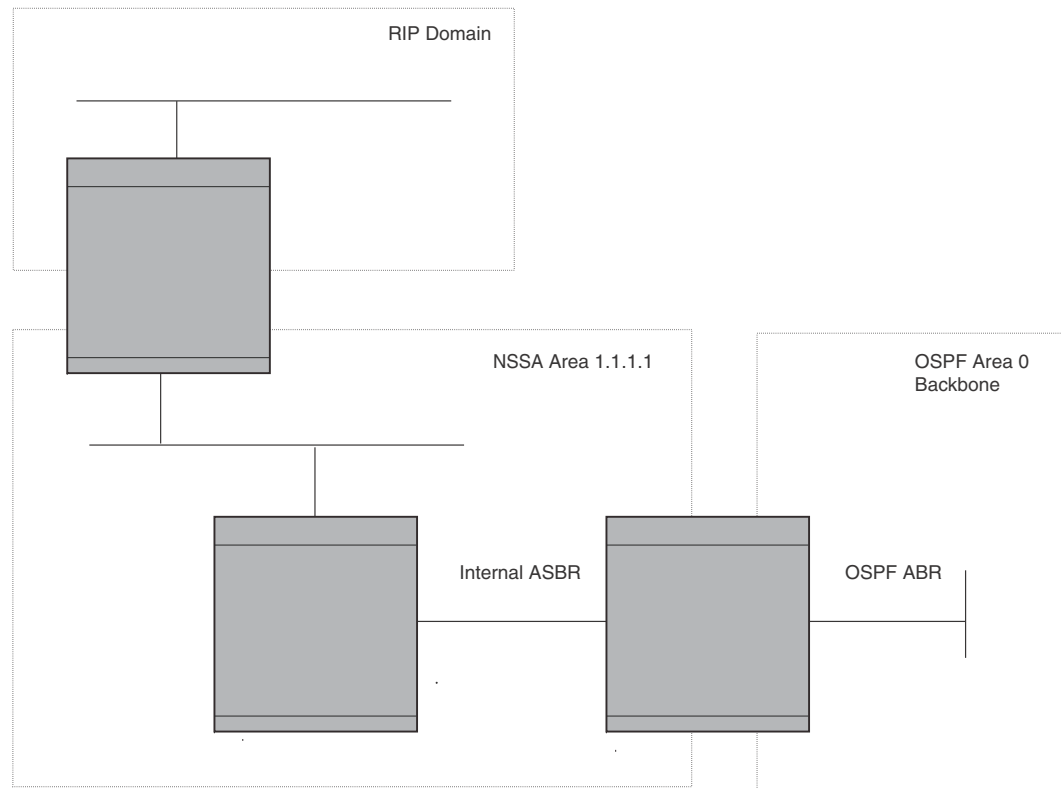 RIP Domain
NSSA Area 1.1.1.1
OSPF Area 0
Backbone
Internal ASBR
OSPF ABR